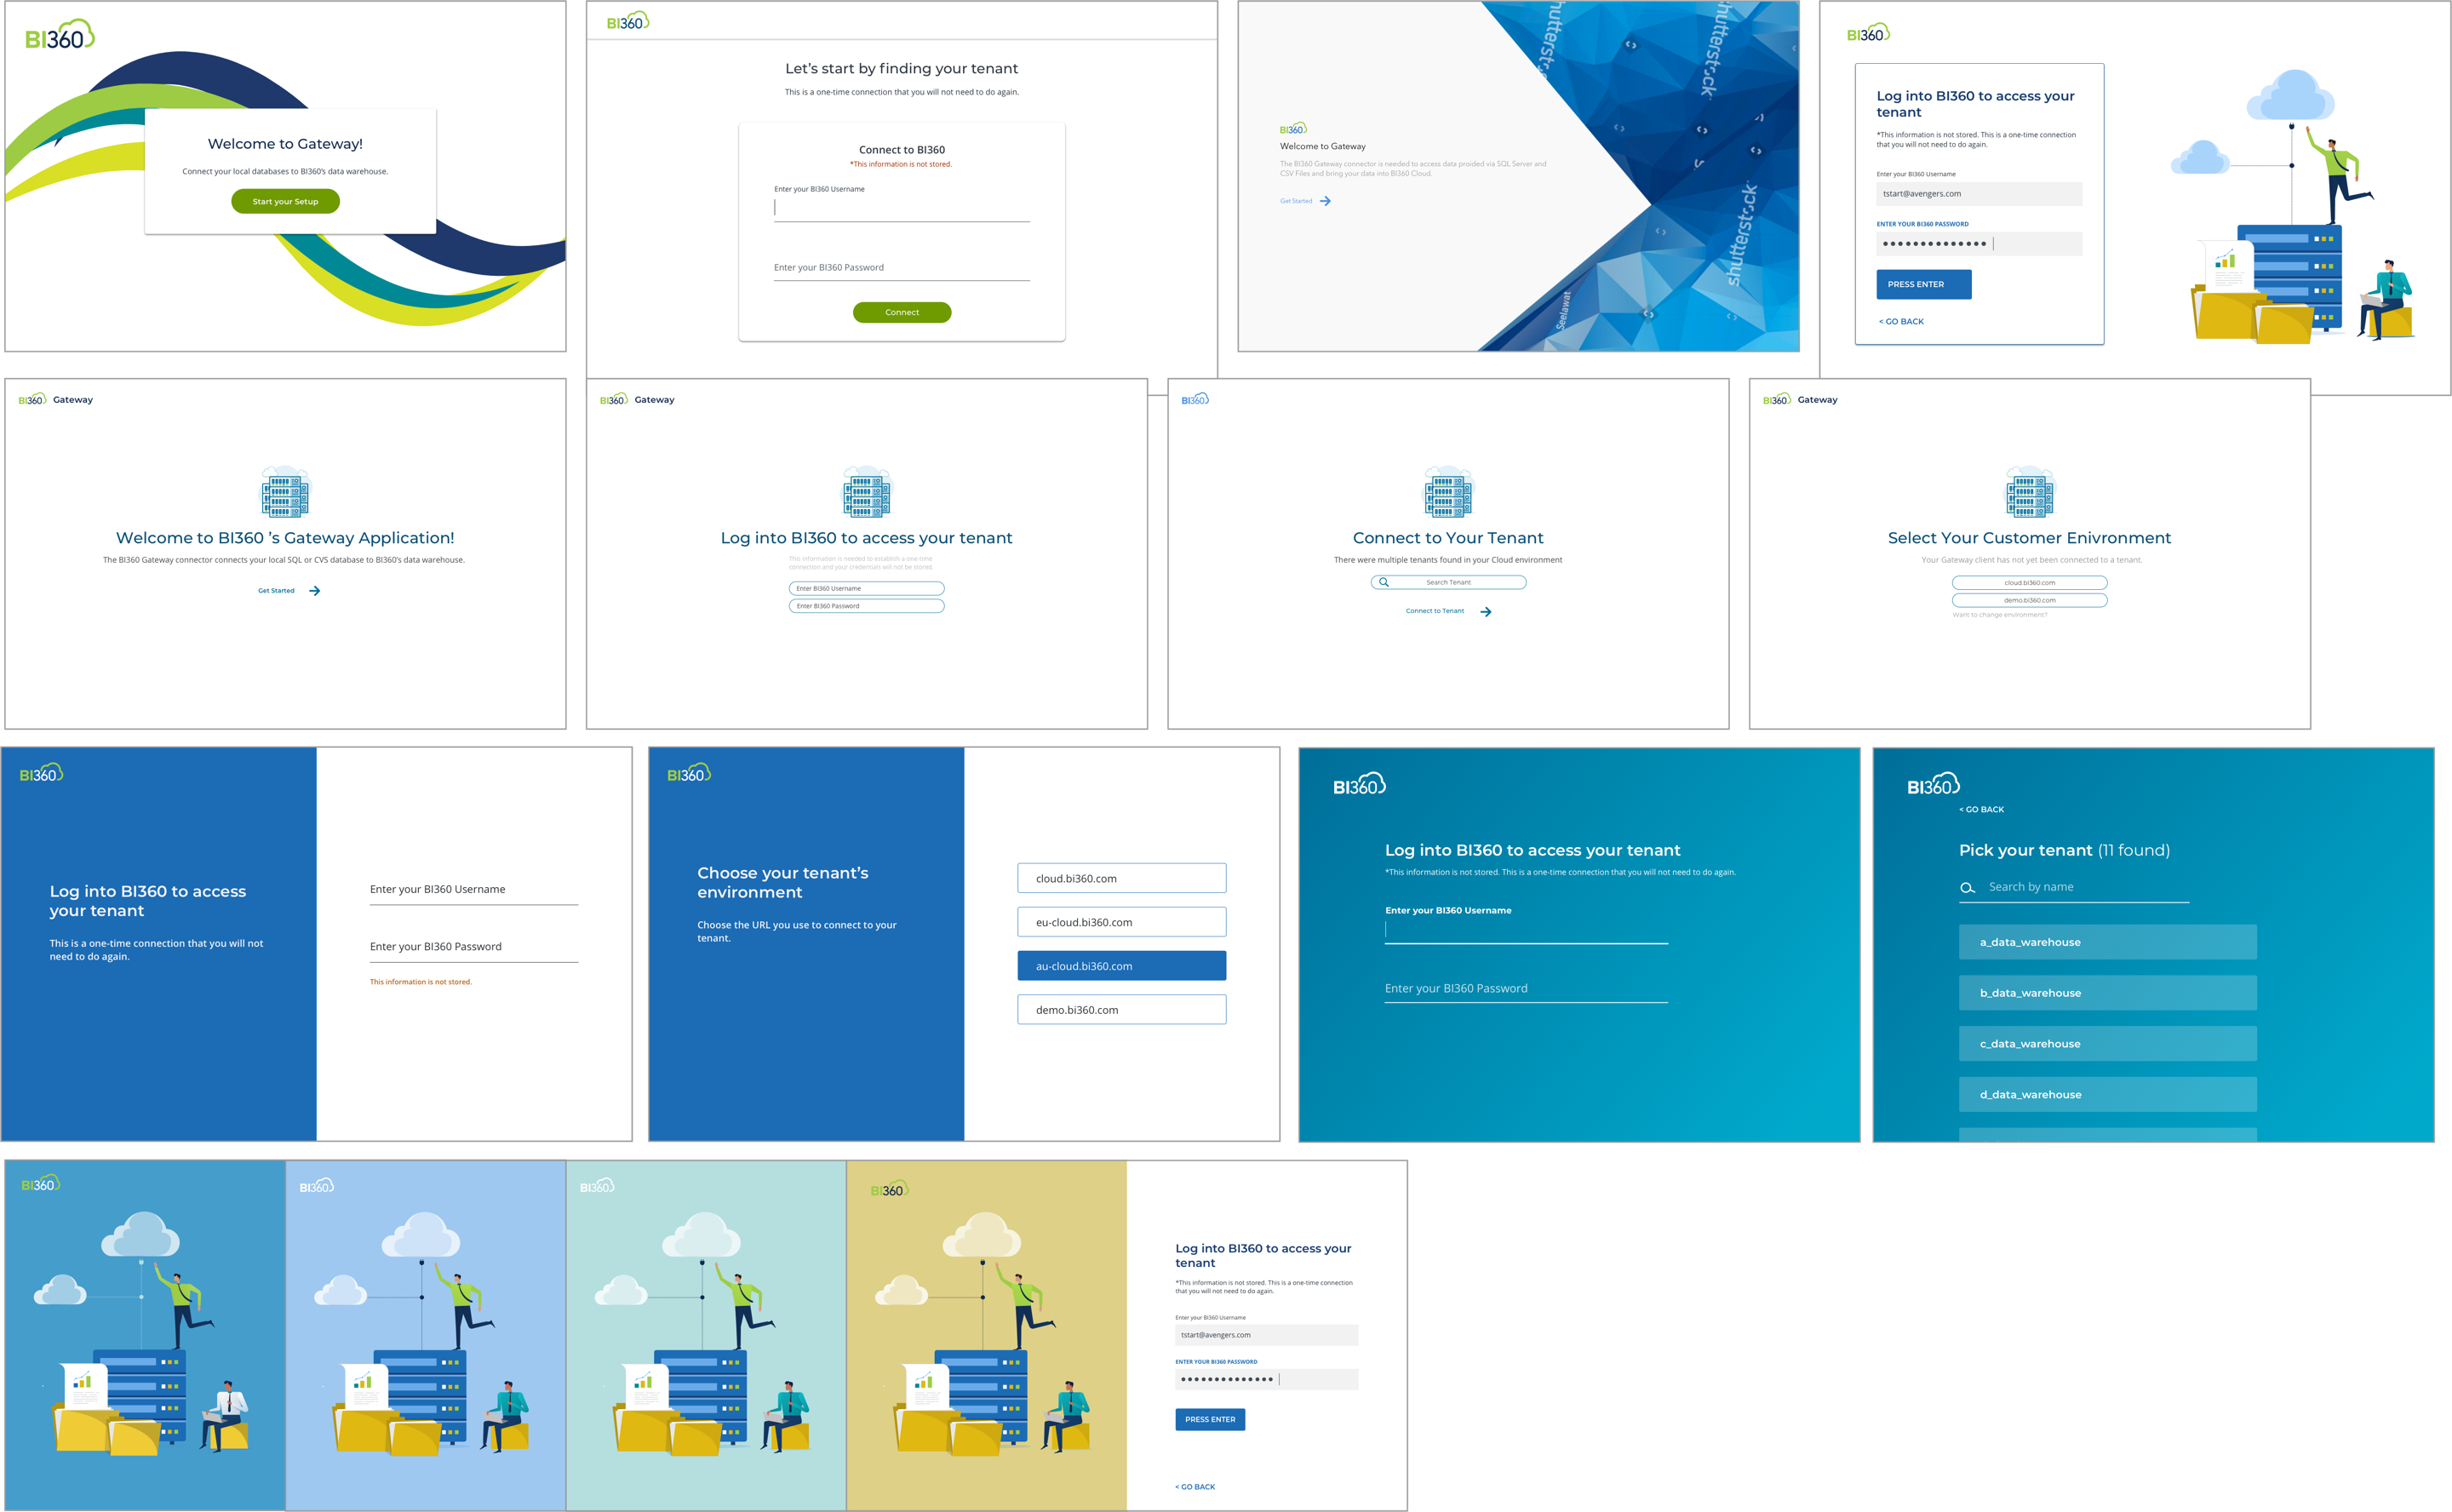 BI360
Welcome to Gateway!
Connect your local databases to BI360's data warehouse.
Start your Setup
BI360
Let's start by finding your tenant
This is a one-time connection that you will not need to do again.
Connect to BI360
*This information is not stored.
Enter your BI360 Username
Enter your BI360 Password
Connect
BI360
Welcome to Gateway
The BI360 Gateway connector is needed to access data proided via SQL Server and
CSV Files and bring your data into BI360 Cloud.
Get Started
shutterstock
shutterstock
Seelawat
BI360
Log into BI360 to access your
tenant
*This information is not stored. This is a one-time connection
that you will not need to do again.
Enter your BI360 Username
tstart@avengers.com
ENTER YOUR BI360 PASSWORD
PRESS ENTER
< GO BACK
BI360 Gateway
Welcome to BI360 's Gateway Application!
The BI360 Gateway connector connects your local SQL or CVS database to BI360's data warehouse.
Get Started
BI360 Gateway
Log into BI360 to access your tenant
This information is needed to establish a one-time
connection and your credentials will not be stored.
Enter BI360 Username
Enter BI360 Password
BI360
Connect to Your Tenant
There were multiple tenants found in your Cloud environment
Search Tenant
Connect to Tenant
BI360 Gateway
Select Your Customer Enivronment
Your Gateway client has not yet been connected to a tenant.
cloud.bi360.com
demo.bi360.com
Want to change environment?
BI360
Log into BI360 to access
your tenant
This is a one-time connection that you will not
need to do again.
Enter your BI360 Username
Enter your BI360 Password
This information is not stored.
BI360
Choose your tenant's
environment
Choose the URL you use to connect to your
tenant.
cloud.bi360.com
eu-cloud.bi360.com
au-cloud.bi360.com
demo.bi360.com
BI360
Log into BI360 to access your tenant
*This information is not stored. This is a one-time connection that you will not need to do again.
Enter your BI360 Username
Enter your BI360 Password
BI360
< GO BACK
Pick your tenant (11 found)
Search by name
a_data_warehouse
b_data_warehouse
c_data_warehouse
d_data_warehouse
BI360
BI360
BI360
BI360
Log into BI360 to access your
tenant
*This information is not stored. This is a one-time connection
that you will not need to do again.
Enter your BI360 Username
tstart@avengers.com
ENTER YOUR BI360 PASSWORD
PRESS ENTER
< GO BACK